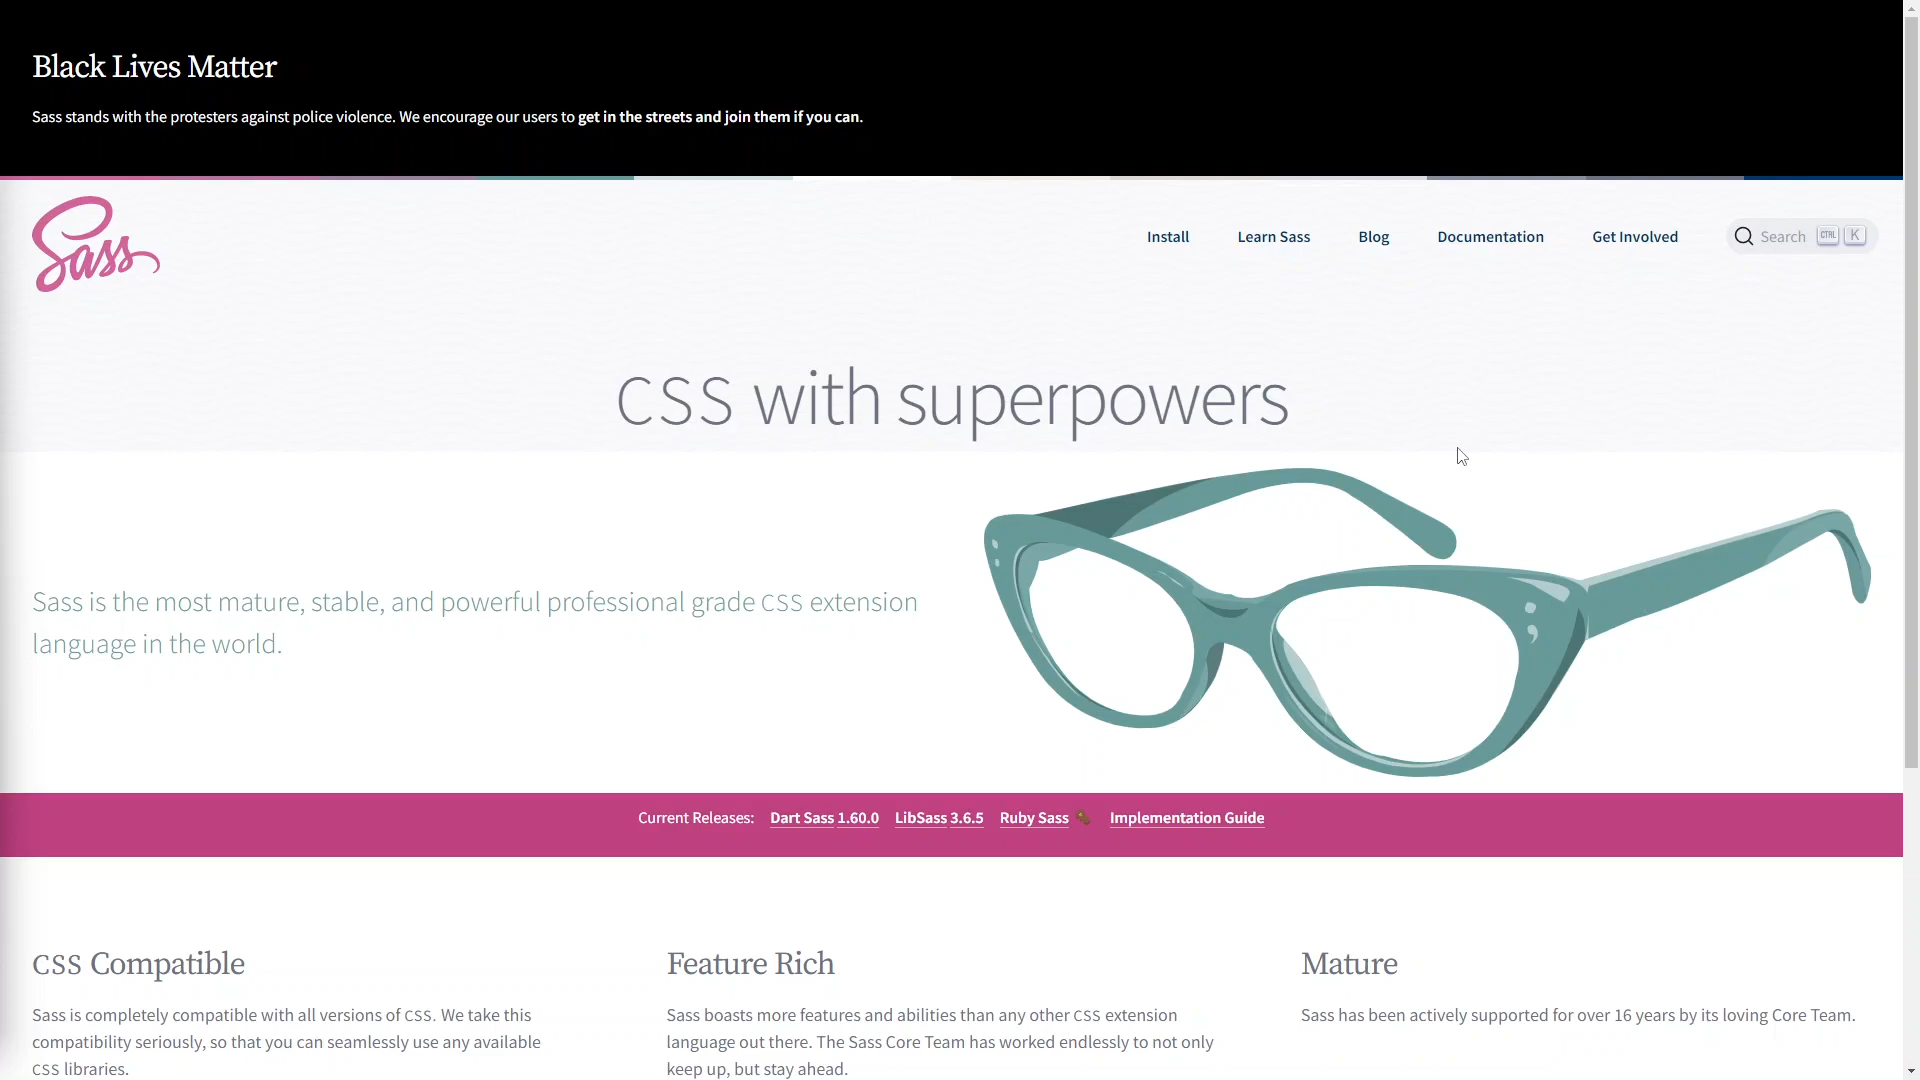 Black Lives Matter
Sass stands with the protesters against police violence. We encourage our users to get in the streets and join them if you can.
Sass
Install
Learn Sass
Blog
Documentation
Get Involved
Search
CTRL
K
CSS with superpowers
Sass is the most mature, stable, and powerful professional grade CSS extension
language in the world.
Current Releases: Dart Sass 1.60.0 LibSass 3.6.5 Ruby Sass Implementation Guide
CSS Compatible
Sass is completely compatible with all versions of CSS. We take this
compatibility seriously, so that you can seamlessly use any available
CSS libraries.
Feature Rich
Sass boasts more features and abilities than any other CSS extension
language out there. The Sass Core Team has worked endlessly to not only
keep up, but stay ahead.
Mature
Sass has been actively supported for over 16 years by its loving Core Team.